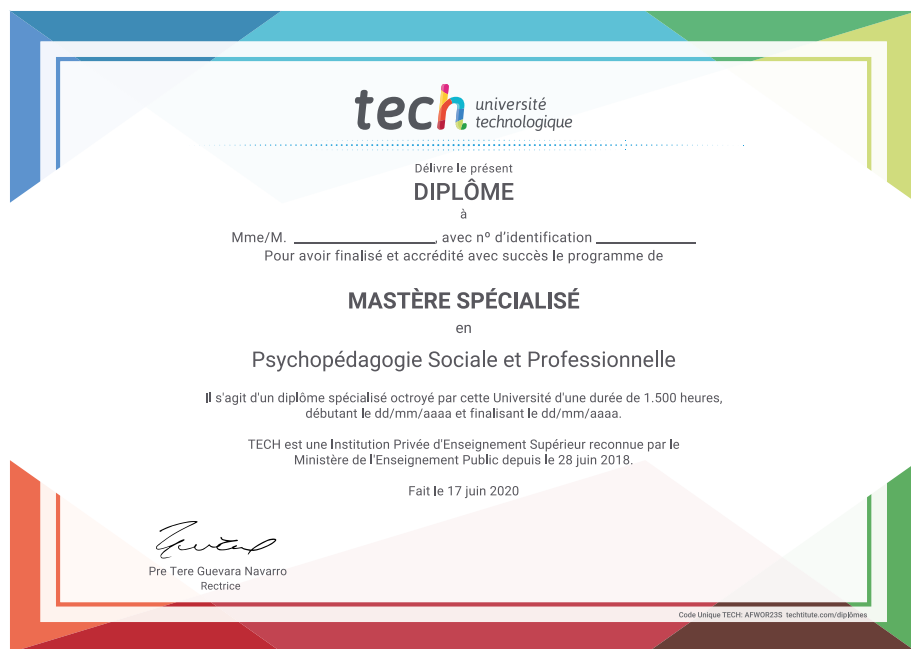 tech université
technologique
Délivre le présent
DIPLÔME
à
Mme/M. , avec nº d'identification
Pour avoir finalisé et accrédité avec succès le programme de
MASTÈRE SPÉCIALISÉ
en
Psychopédagogie Sociale et Professionnelle
Il s'agit d'un diplôme spécialisé octroyé par cette Université d'une durée de 1.500 heures,
débutant le dd/mm/aaaa et finalisant le dd/mm/aaaa.
TECH est une Institution Privée d'Enseignement Supérieur reconnue par le
Ministère de l'Enseignement Public depuis le 28 juin 2018.
Fait le 17 juin 2020
Pre Tere Guevara Navarro
Rectrice
Code Unique TECH: AFWOR23S techtitute.com/diplômes